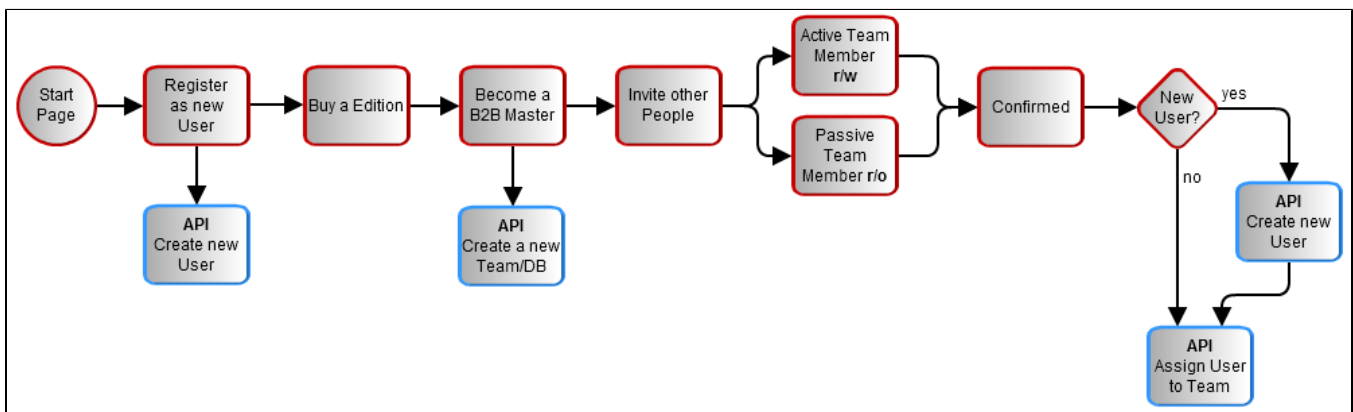 Start
Page
Register
as new
User
Buy a Edition
Become a
B2B Master
Invite other
People
Active Team
Member
r/w
Passive
Team
Member r/o
Confirmed
New
User?
yes
no
API
Create new
User
API
Create a new
Team/DB
API
Create new
User
API
Assign User
to Team